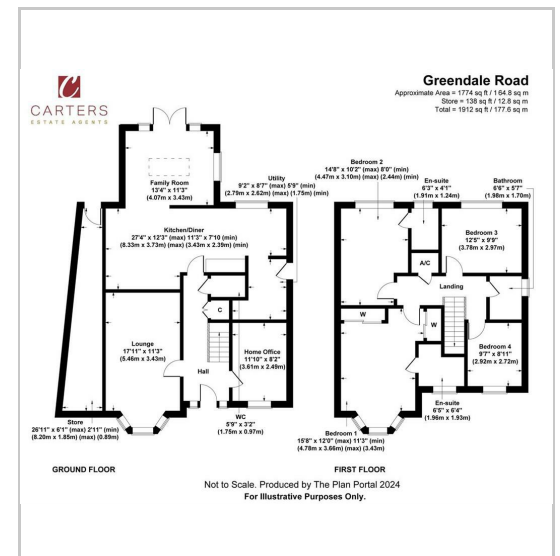 CARTERS
ESTATE AGENTS
Greendale Road
Approximate Area = 1774 sq ft / 164.8 sq m
Store = 138 sq ft / 12.8 sq m
Total = 1912 sq ft / 177.6 sq m
Family Room
13'4" x 11'3"
(4.07m x 3.43m)
Utility
9'2" x 8'7" (max) 5'9" (min)
(2.79m x 2.62m) (max) (1.75m) (min)
Kitchen/Diner
27'4" x 12'3" (max) 11'3" x 7'10 (min)
(8.33m x 3.73m) (max) (3.43m x 2.39m) (min)
Lounge
17'11" x 11'3"
(5.46m x 3.43m)
C
Hall
Home Office
11'10" x 8'2"
(3.61m x 2.49m)
WC
5'9" x 3'2"
(1.75m x 0.97m)
Store
26'11" x 6'1" (max) 2'11" (min)
(8.20m x 1.85m) (max) (0.89m)
GROUND FLOOR
Bedroom 2
14'8" x 10'2" (max) 8'0" (min)
(4.47m x 3.10m) (max) (2.44m) (min)
En-suite
6'3" x 4'1"
(1.91m x 1.24m)
Bathroom
6'6" x 5'7"
(1.98m x 1.70m)
Bedroom 3
12'5" x 9'9"
(3.78m x 2.97m)
A/C
Landing
W
W
Bedroom 4
9'7" x 8'11"
(2.92m x 2.72m)
En-suite
6'5" x 6'4"
(1.96m x 1.93m)
Bedroom 1
15'8" x 12'0" (max) 11'3" (min)
(4.78m x 3.66m) (max) (3.43m)
FIRST FLOOR
Not to Scale. Produced by The Plan Portal 2024
For Illustrative Purposes Only.